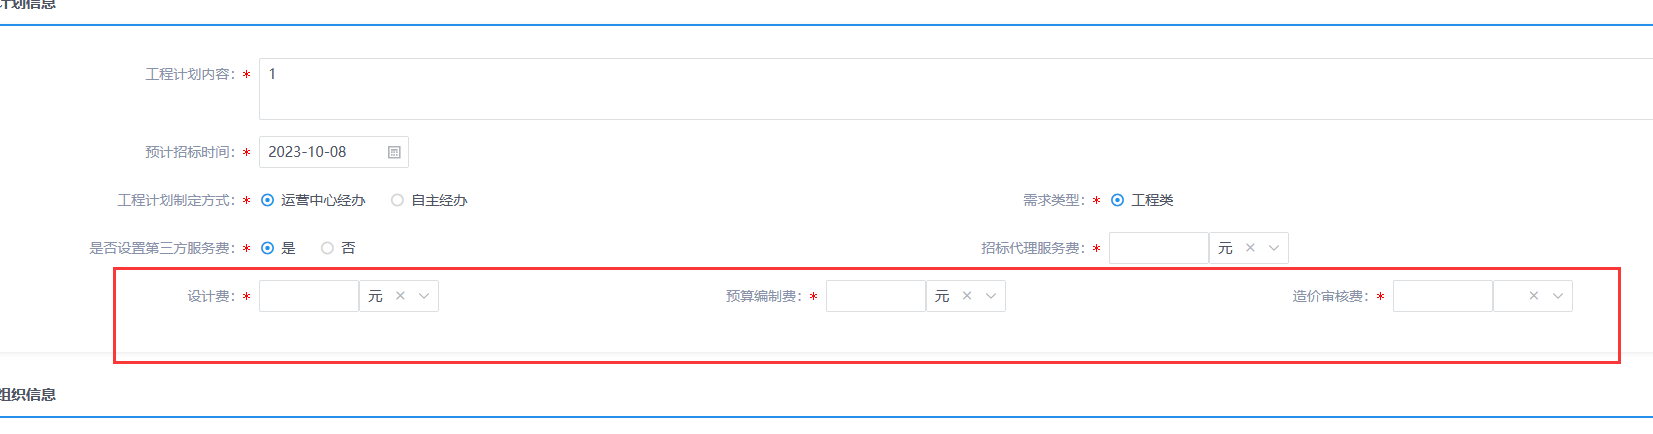 计划信息
工程计划内容：* 1
预计招标时间：* 2023-10-08
工程计划制定方式：* 运营中心经办 自主经办 需求类型：* 工程类
是否设置第三方服务费：* 是 否 招标代理服务费：* 元
设计费：* 元 预算编制费：* 元 造价审核费：*
组织信息